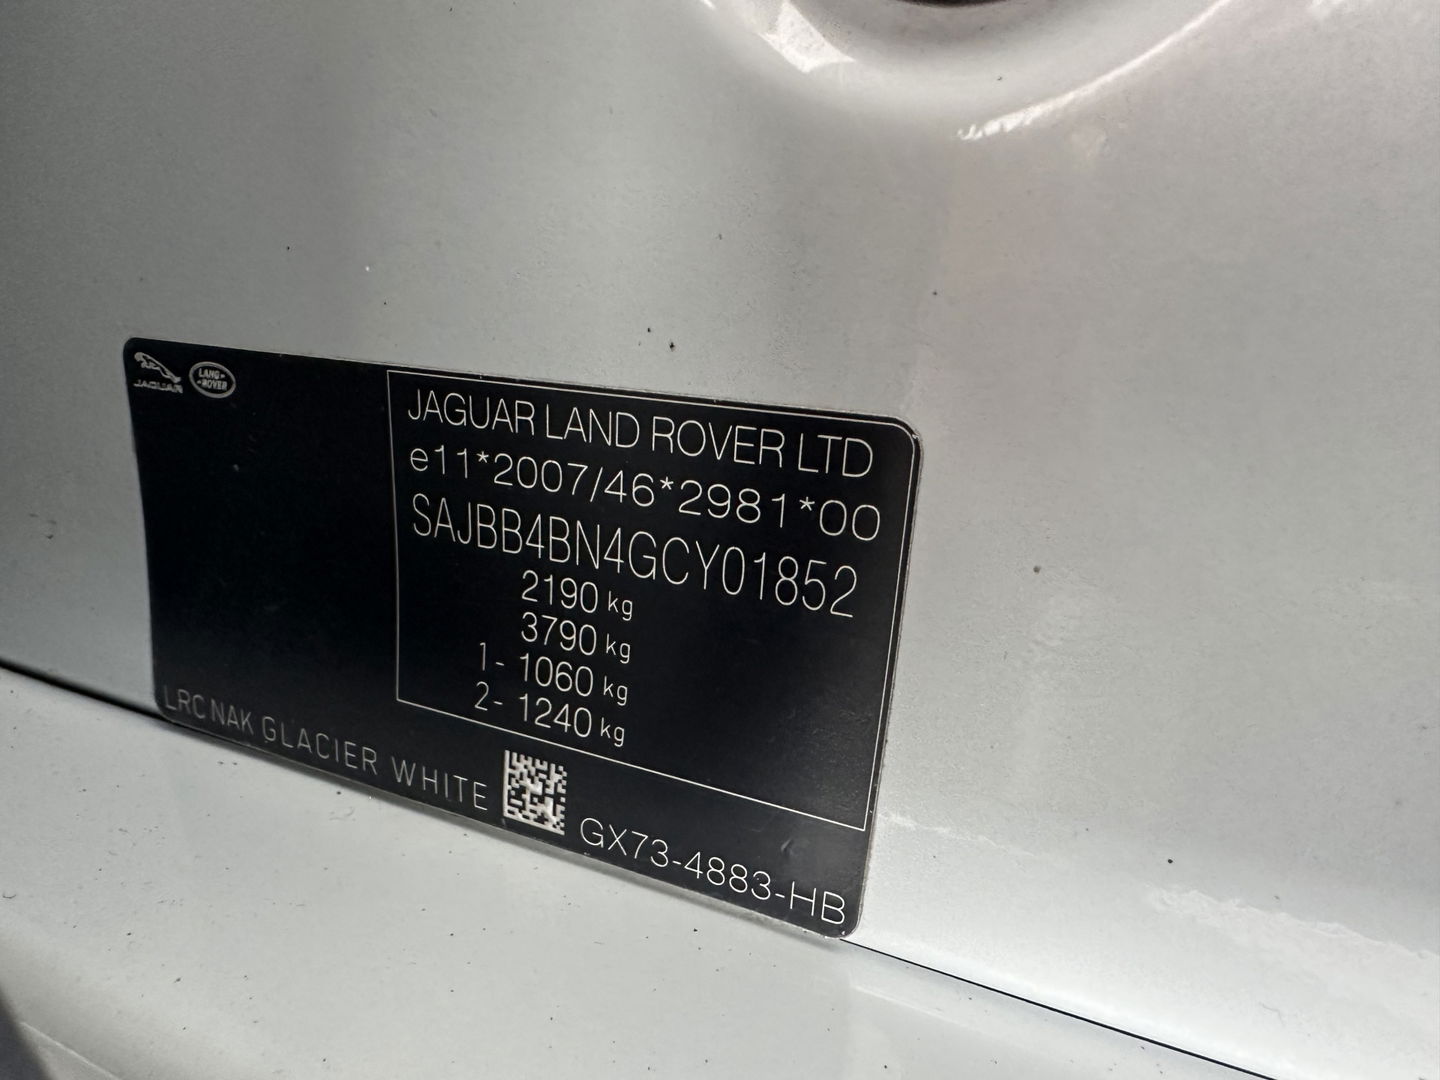 JAGUAR
LAND-
-ROVER
JAGUAR LAND ROVER LTD
e11*2007/46*2981*00
SAJBB4BN4GCY01852
2190 kg
3790 kg
1- 1060 kg
2- 1240 kg
LRC NAK GLACIER WHITE
GX73-4883-HB